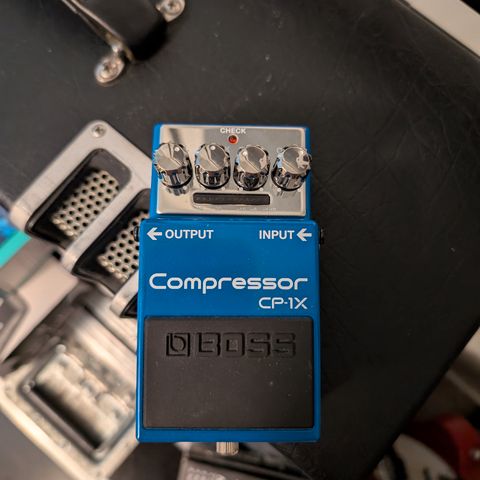 CHECK
← OUTPUT INPUT ←
Compressor
CP-1X
BOSS